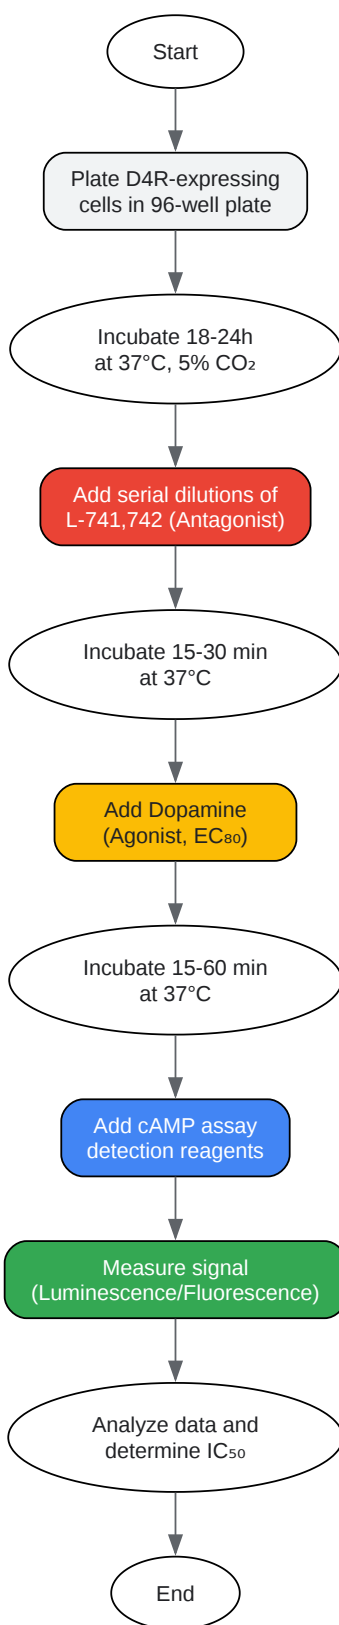 Start
Plate D4R-expressing
cells in 96-well plate
Incubate 18-24h
at 37°C, 5% CO₂
Add serial dilutions of
L-741,742 (Antagonist)
Incubate 15-30 min
at 37°C
Add Dopamine
(Agonist, EC₈₀)
Incubate 15-60 min
at 37°C
Add cAMP assay
detection reagents
Measure signal
(Luminescence/Fluorescence)
Analyze data and
determine IC₅₀
End